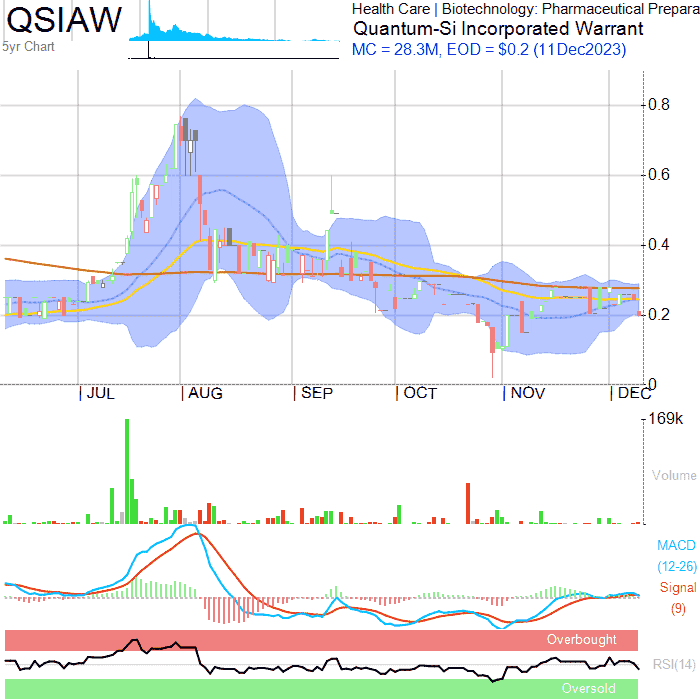 QSIAW
5yr Chart
Health Care | Biotechnology: Pharmaceutical Prepara
Quantum-Si Incorporated Warrant
MC = 28.3M, EOD = $0.2 (11Dec2023)
0.8
0.6
0.4
0.2
0
JUL AUG SEP OCT NOV DEC
169k
Volume
MACD
(12-26)
Signal
(9)
Overbought
RSI(14)
Oversold